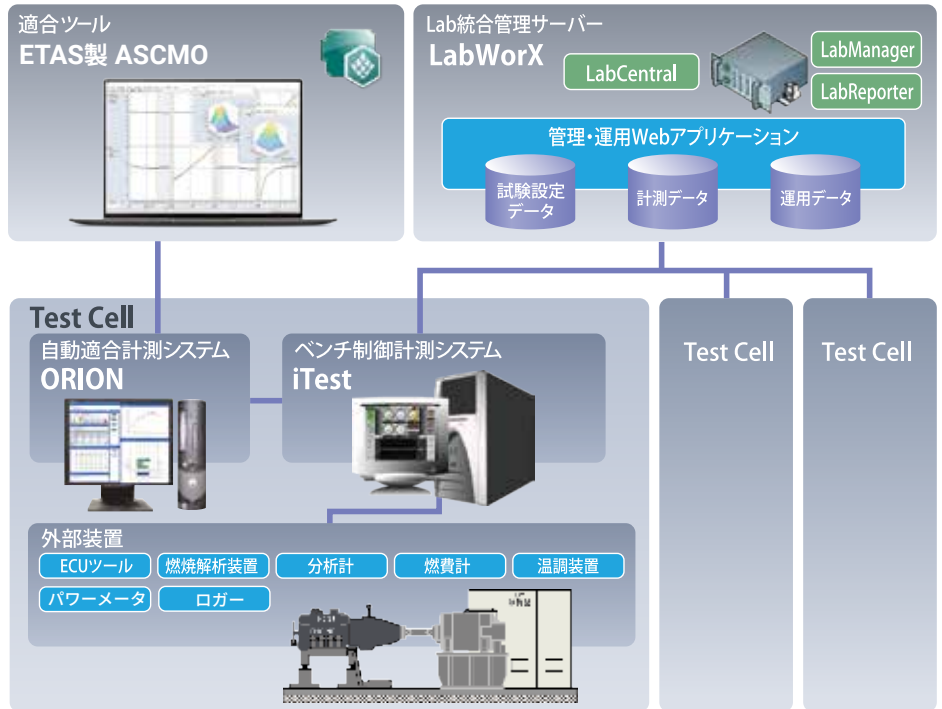 適合ツール
ETAS製 ASCMO
Lab統合管理サーバー
LabWorX
LabCentral
LabManager
LabReporter
管理・運用Webアプリケーション
試験設定
データ
計測データ
運用データ
Test Cell
自動適合計測システム
ORION
ベンチ制御計測システム
iTest
Test Cell
Test Cell
外部装置
ECUツール
燃焼解析装置
分析計
燃費計
温調装置
パワーメータ
ロガー